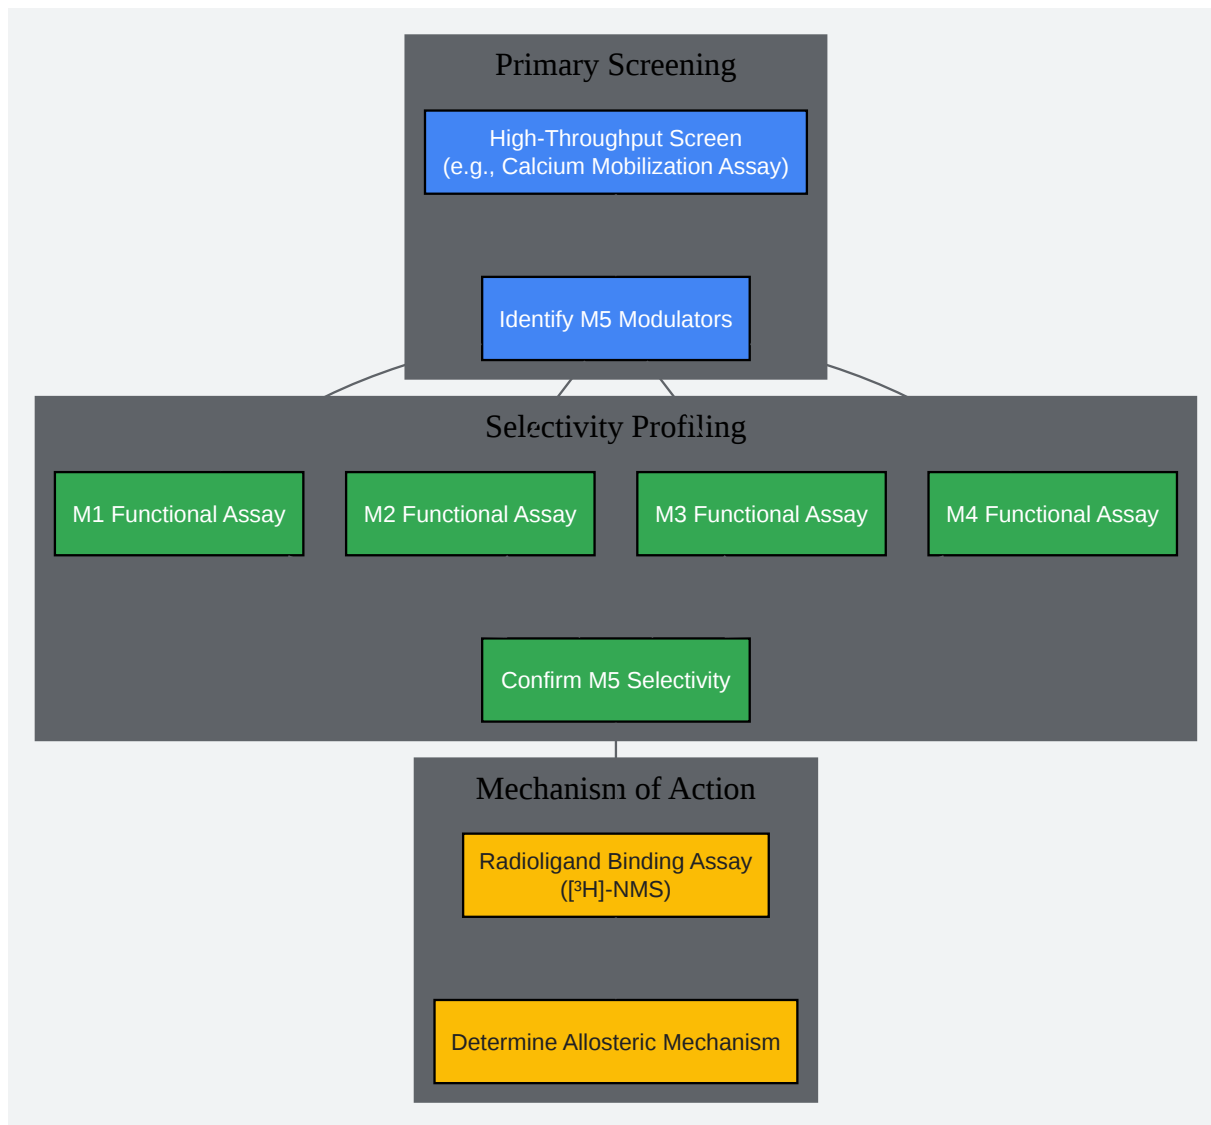 Primary Screening
High-Throughput Screen
(e.g., Calcium Mobilization Assay)
Identify M5 Modulators
Selectivity Profiling
M1 Functional Assay
M2 Functional Assay
M3 Functional Assay
M4 Functional Assay
Confirm M5 Selectivity
Mechanism of Action
Radioligand Binding Assay
([³H]-NMS)
Determine Allosteric Mechanism